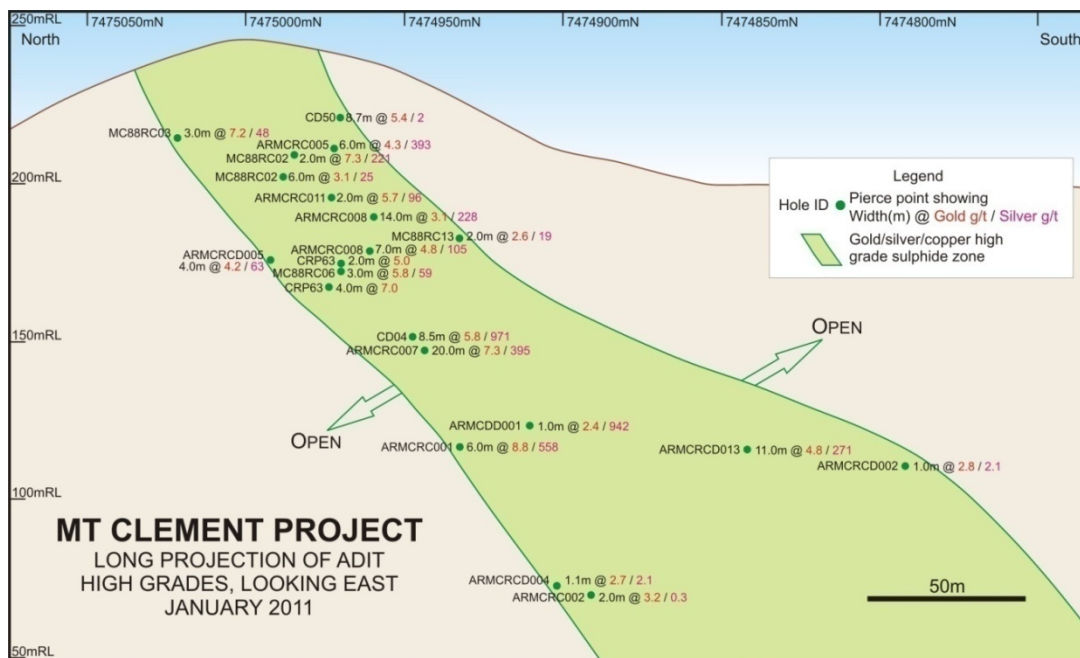 250mRL
7475050mN
7475000mN
7474950mN
7474900mN
7474850mN
7474800mN
North
South
CD50 8.7m @ 5.4 / 2
MC88RC03 3.0m @ 7.2 / 48
ARMCRC005 6.0m @ 4.3 / 393
MC88RC02 2.0m @ 7.3 / 221
MC88RC02 6.0m @ 3.1 / 25
200mRL
ARMCRC011 2.0m @ 5.7 / 96
ARMCRC008 14.0m @ 3.1 / 228
MC88RC13 2.0m @ 2.6 / 19
ARMCRC008 7.0m @ 4.8 / 105
ARMCRCD005
4.0m @ 4.2 / 63
CRP63 2.0m @ 5.0
MC88RC06 3.0m @ 5.8 / 59
CRP63 4.0m @ 7.0
Legend
Hole ID Pierce point showing
Width(m) @ Gold g/t / Silver g/t
Gold/silver/copper high
grade sulphide zone
150mRL
CD04 8.5m @ 5.8 / 971
ARMCRC007 20.0m @ 7.3 / 395
OPEN
OPEN
ARMCDD001 1.0m @ 2.4 / 942
ARMCRC001 6.0m @ 8.8 / 558
ARMCRCD013 11.0m @ 4.8 / 271
ARMCRCD002 1.0m @ 2.8 / 2.1
100mRL
MT CLEMENT PROJECT
LONG PROJECTION OF ADIT
HIGH GRADES, LOOKING EAST
JANUARY 2011
ARMCRCD004 1.1m @ 2.7 / 2.1
ARMCRC002 2.0m @ 3.2 / 0.3
50m
50mRL